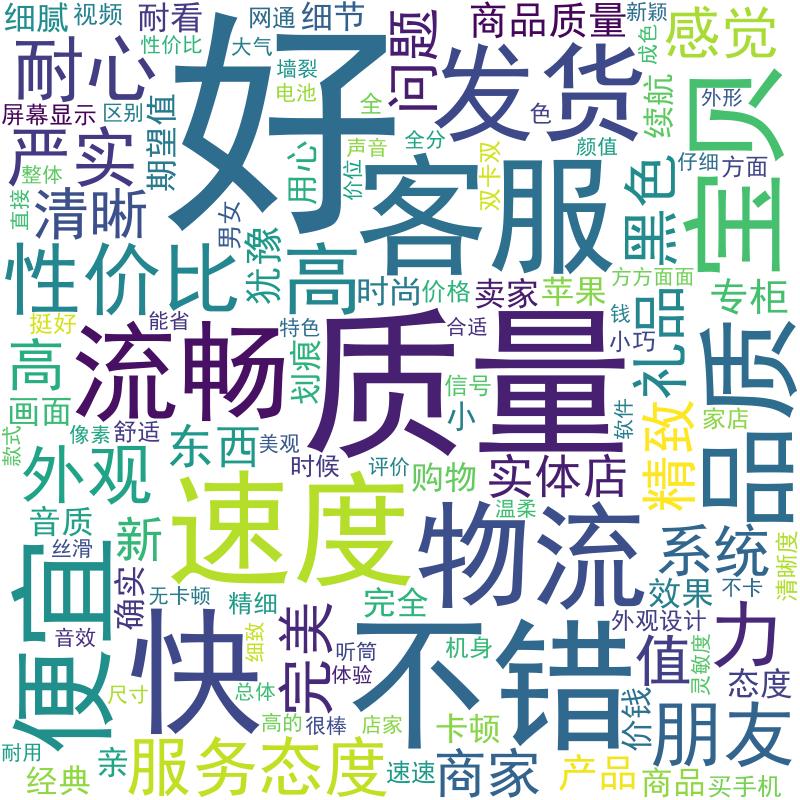 细腻
视频
耐看
网通
细节
商品质量
新颖
感觉
性价比
大气
成色
耐心
好
问题
发货
宝贝
墙裂
电池
全
屏幕显示
区别
色
续航
外形
严实
期望值
声音
全分
颜值
用心
价位
双卡双
仔细
方面
整体
直接
清晰
男女
客服
黑色
性价比
犹豫
高
时尚
价格
卖家
苹果
方方面面
专柜
礼品
挺好
能省
特色
合适
钱
小巧
流畅
质量
品质
高
划痕
信号
画面
小
软件
家店
款式
像素
舒适
东西
美观
时候
评价
购物
实体店
精致
外观
音质
新
速度
温柔
物流
系统
清晰度
丝滑
便宜
确实
无卡顿
精细
完全
效果
不卡
音效
快
细致
完美
听筒
体验
机身
不错
外观设计
值
力
灵敏度
态度
尺寸
总体
高的
很棒
店家
卡顿
价钱
朋友
耐用
经典
亲
服务态度
速速
商家
产品
商品
买手机